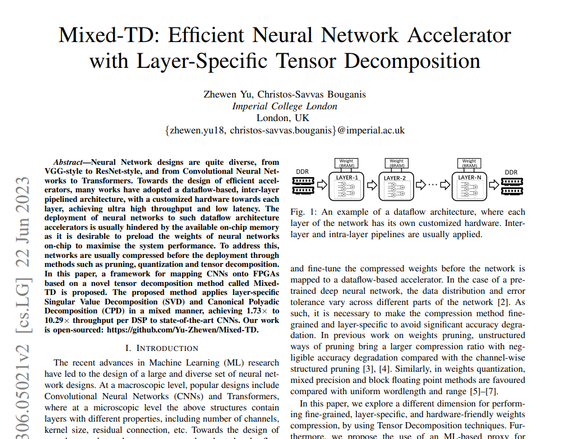 Mixed-TD: Efficient Neural Network Accelerator
with Layer-Specific Tensor Decomposition
Zhewen Yu, Christos-Savvas Bouganis
Imperial College London
London, UK
{zhewen.yu18, christos-savvas.bouganis}@imperial.ac.uk
306.05021v2 [cs.LG] 22 Jun 2023
Abstract—Neural Network designs are quite diverse, from
VGG-style to ResNet-style, and from Convolutional Neural Net-
works to Transformers. Towards the design of efficient accel-
erators, many works have adopted a dataflow-based, inter-layer
pipelined architecture, with a customized hardware towards each
layer, achieving ultra high throughput and low latency. The
deployment of neural networks to such dataflow architecture
accelerators is usually hindered by the available on-chip memory
as it is desirable to preload the weights of neural networks
on-chip to maximise the system performance. To address this,
networks are usually compressed before the deployment through
methods such as pruning, quantization and tensor decomposition.
In this paper, a framework for mapping CNNs onto FPGAs
based on a novel tensor decomposition method called Mixed-
TD is proposed. The proposed method applies layer-specific
Singular Value Decomposition (SVD) and Canonical Polyadic
Decomposition (CPD) in a mixed manner, achieving 1.73× to
10.29× throughput per DSP to state-of-the-art CNNs. Our work
is open-sourced: https://github.com/Yu-Zhewen/Mixed-TD.
I. INTRODUCTION
The recent advances in Machine Learning (ML) research
have led to the design of a large and diverse set of neural net-
work designs. At a macroscopic level, popular designs include
Convolutional Neural Networks (CNNs) and Transformers,
where at a microscopic level the above structures contain
layers with different properties, including number of channels,
kernel size, residual connection, etc. Towards the design of
DDR
Weight
(BRAM)
LAYER-1
Weight
(BRAM)
LAYER-2
...
Weight
(BRAM)
LAYER-N
DDR
Fig. 1: An example of a dataflow architecture, where each
layer of the network has its own customized hardware. Inter-
layer and intra-layer pipelines are usually applied.
and fine-tune the compressed weights before the network is
mapped to a dataflow-based accelerator. In the case of a pre-
trained deep neural network, the data distribution and error
tolerance vary across different parts of the network [2]. As
such, it is necessary to make the compression method fine-
grained and layer-specific to avoid significant accuracy degra-
dation. In previous work on weights pruning, unstructured
ways of pruning bring a larger compression ratio with neg-
ligible accuracy degradation compared with the channel-wise
structured pruning [3], [4]. Similarly, in weights quantization,
mixed precision and block floating point methods are favoured
compared with uniform wordlength and range [5]–[7].
In this paper, we explore a different dimension for per-
forming fine-grained, layer-specific, and hardware-friendly weights
compression, by using Tensor Decomposition techniques. Fur-
thermore, we propose the use of an ML-based proxy for